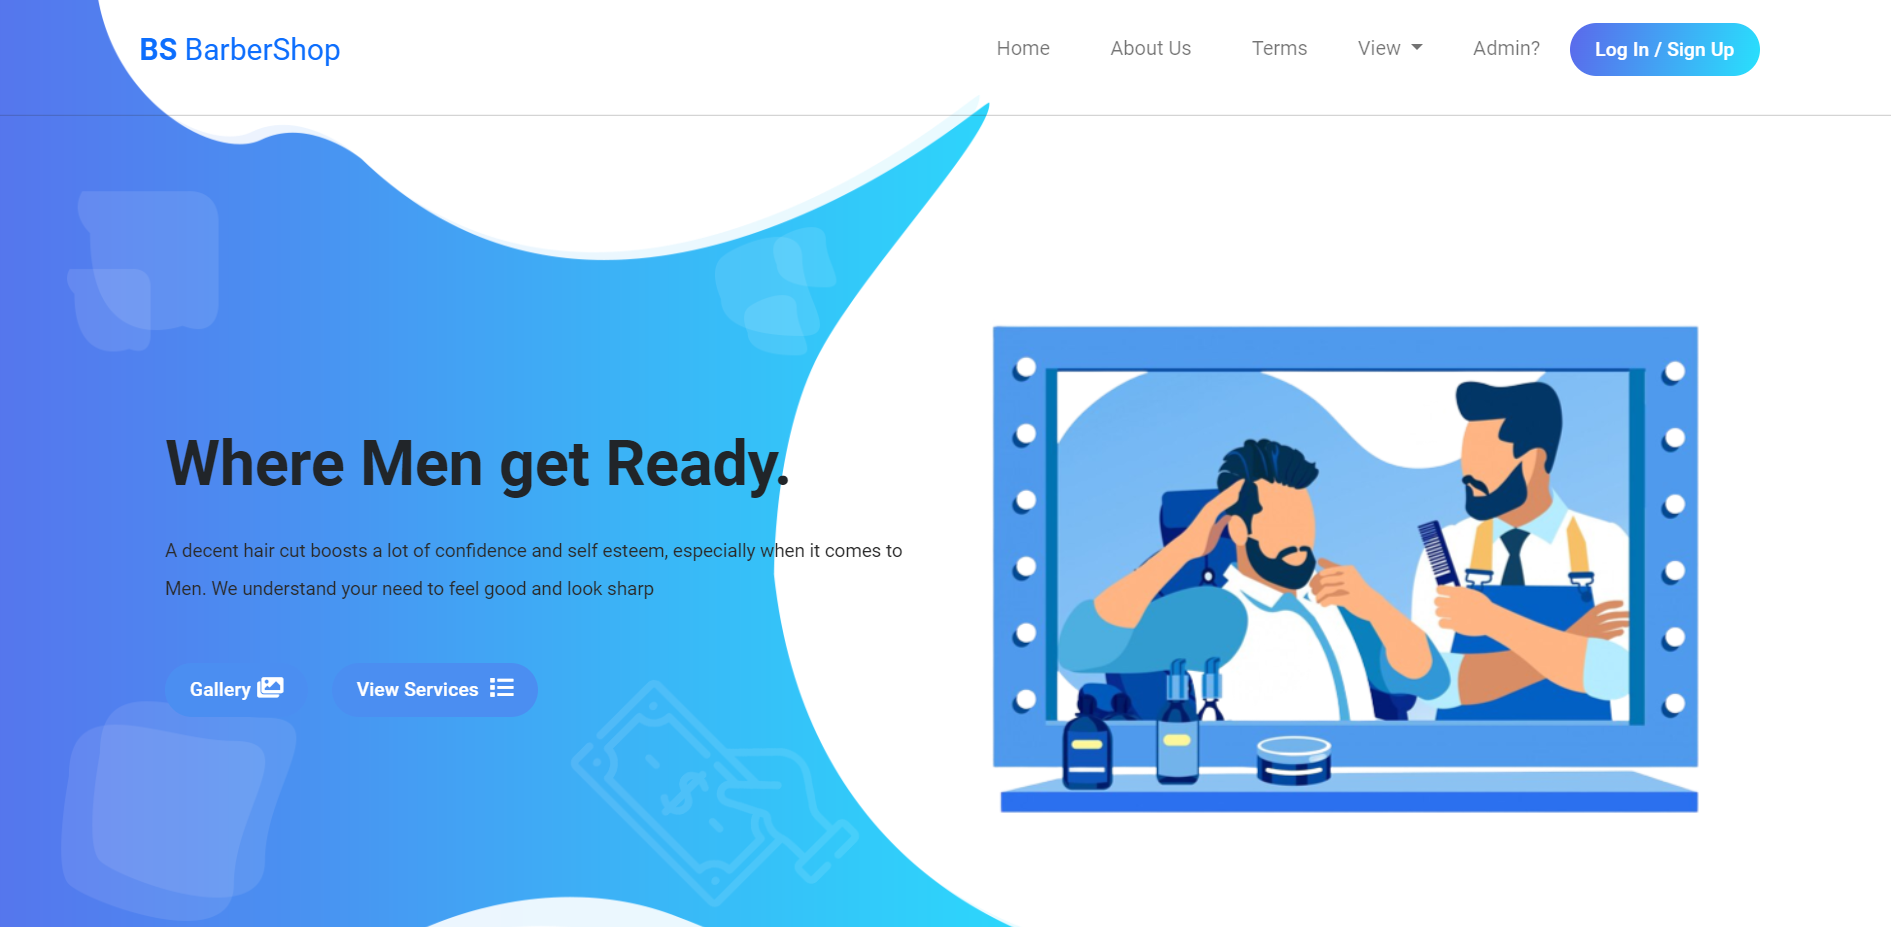 BS BarberShop
Home
About Us
Terms
View
Admin?
Log In / Sign Up
Where Men get Ready.
A decent hair cut boosts a lot of confidence and self esteem, especially when it comes to
Men. We understand your need to feel good and look sharp
Gallery
View Services
$